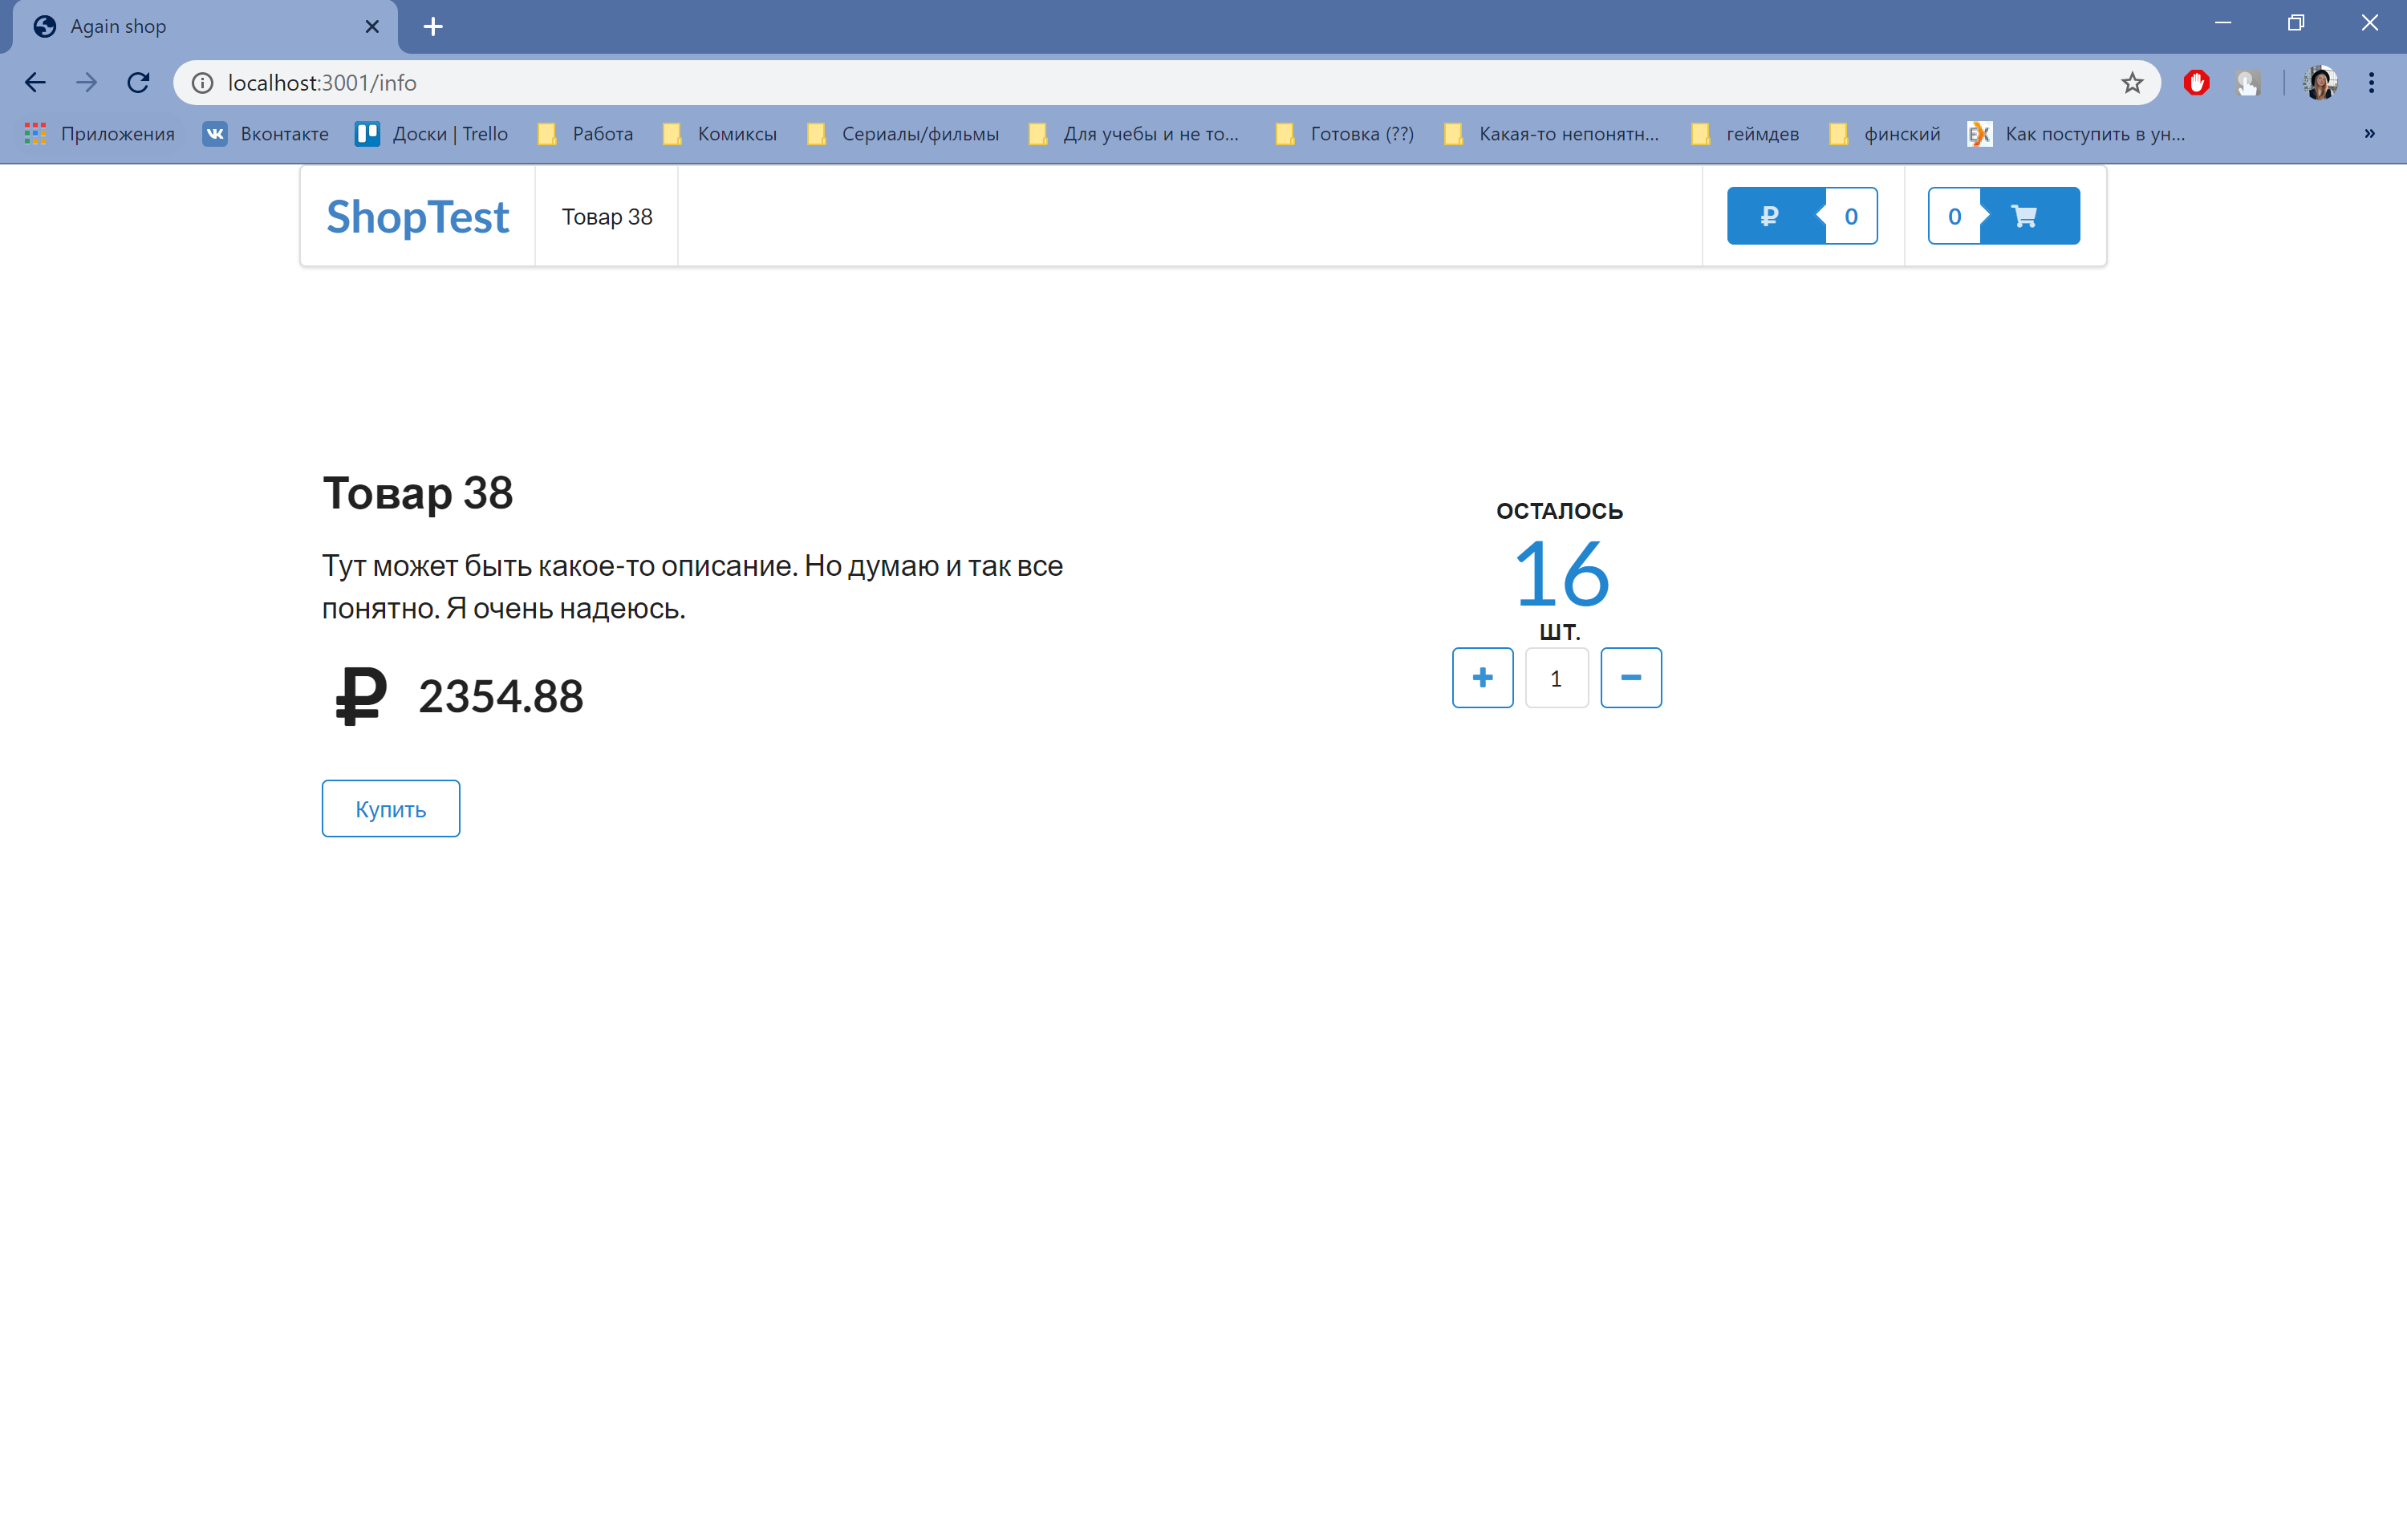 Again shop
localhost:3001/info
Приложения
Вконтакте
Доски | Trello
Работа
Комиксы
Сериалы/фильмы
Для учебы и не то...
Готовка (??)
Какая-то непонятн...
геймдев
финский
Как поступить в ун...
»
ShopTest
Товар 38
₽ 0
0
Товар 38
Тут может быть какое-то описание. Но думаю и так все
понятно. Я очень надеюсь.
₽ 2354.88
Купить
ОСТАЛОСЬ
16
ШТ.
+ 1 −